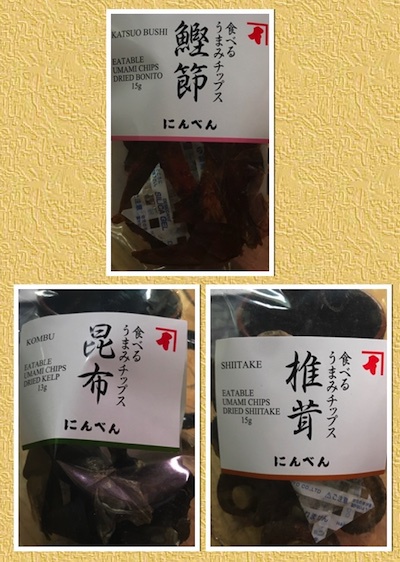 KATSUO BUSHI
EATABLE
UMAMI CHIPS
DRIED BONITO
15g
食べる
うまみチップス
鰹節
にんべん
KOMBU
EATABLE
UMAMI CHIPS
DRIED KELP
13g
食べる
うまみチップス
昆布
にんべん
SHIITAKE
EATABLE
UMAMI CHIPS
DRIED SHIITAKE
15g
食べる
うまみチップス
椎茸
にんべん